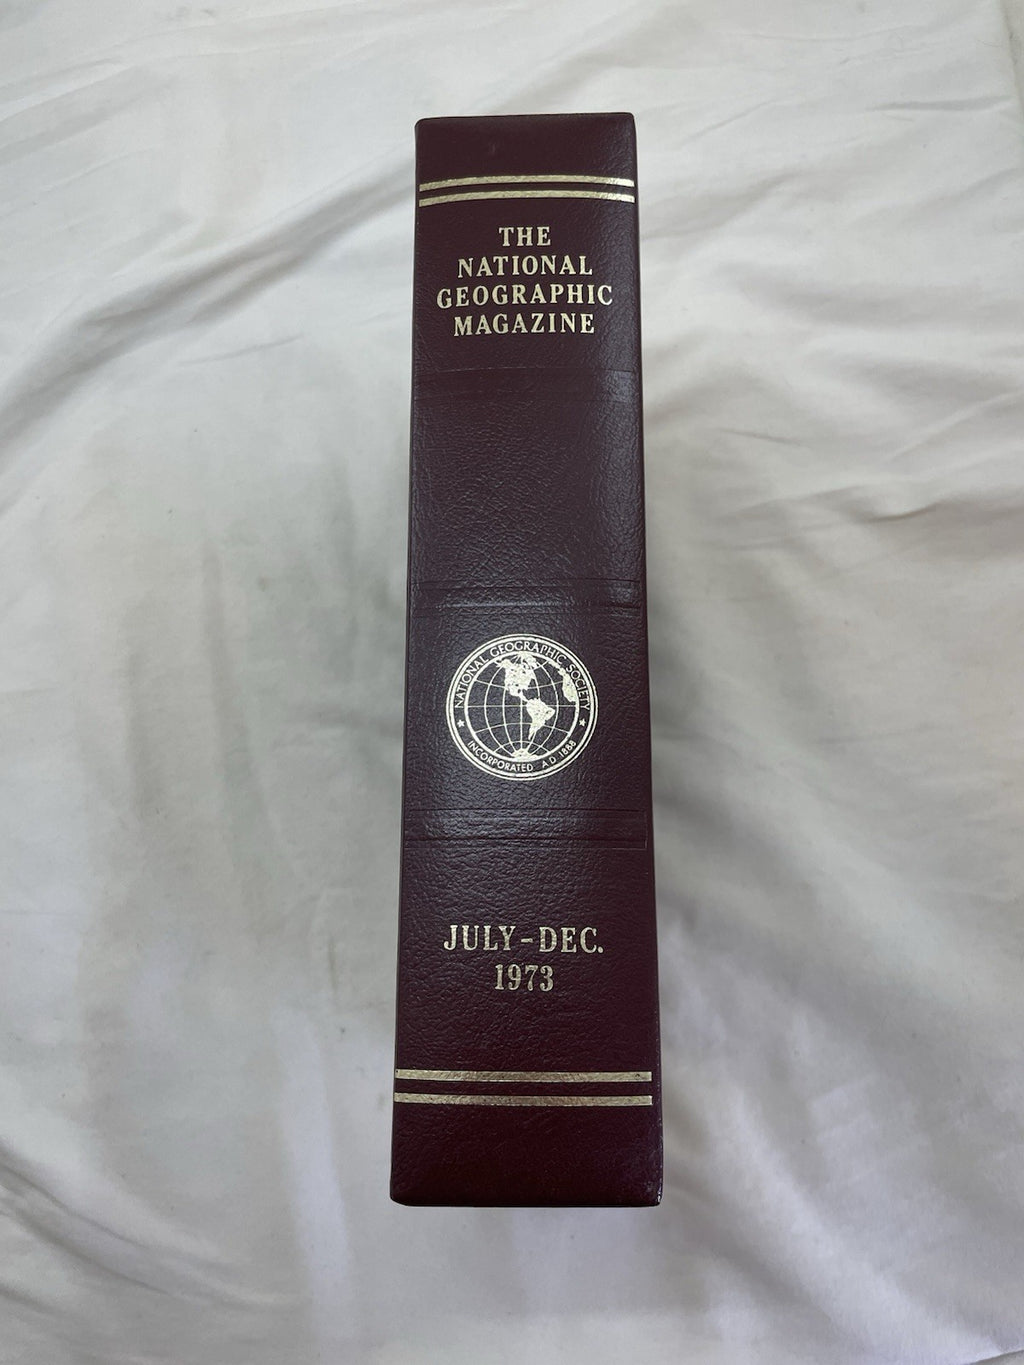 THE
NATIONAL
GEOGRAPHIC
MAGAZINE
NATIONAL GEOGRAPHIC SOCIETY
INCORPORATED A D 1888
JULY-DEC.
1973